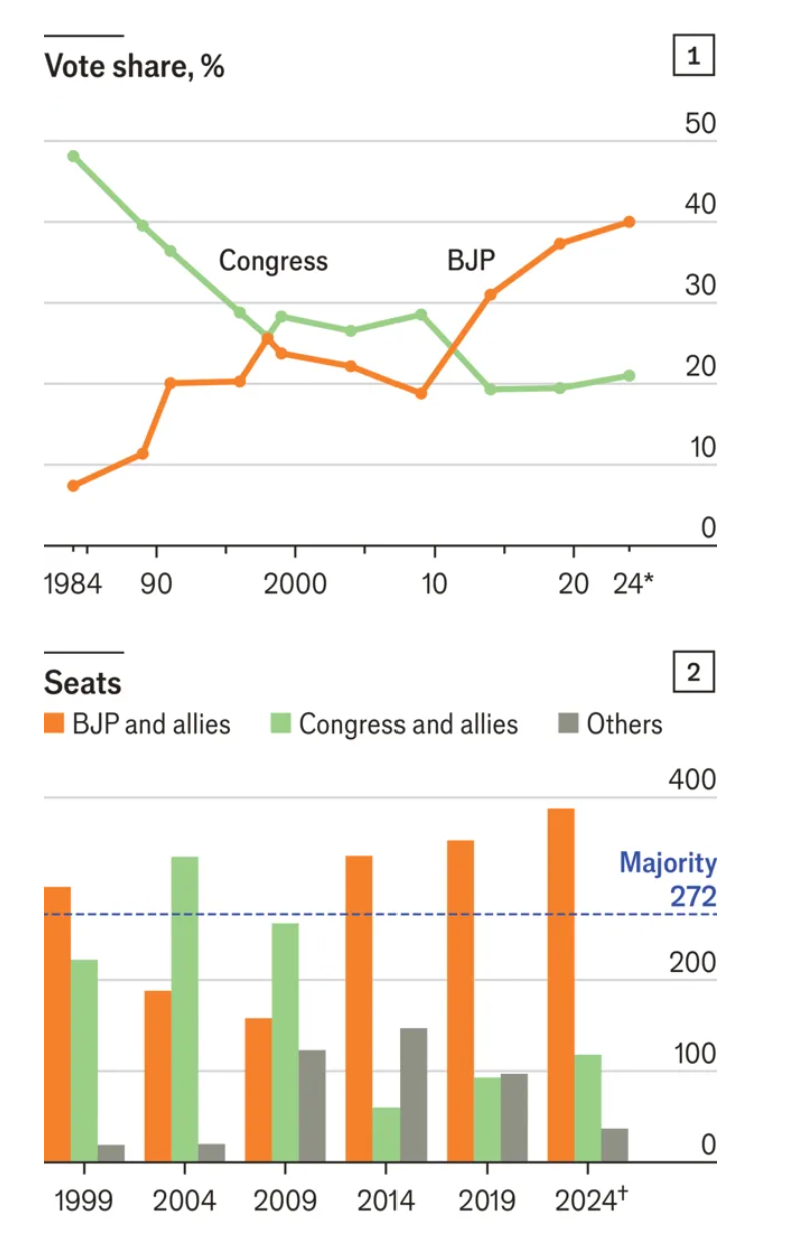 Vote share, %
1
50
40
Congress
BJP
30
20
10
0
1984 90 2000 10 20 24*
Seats
2
BJP and allies Congress and allies Others
400
Majority
272
200
100
0
1999 2004 2009 2014 2019 2024†